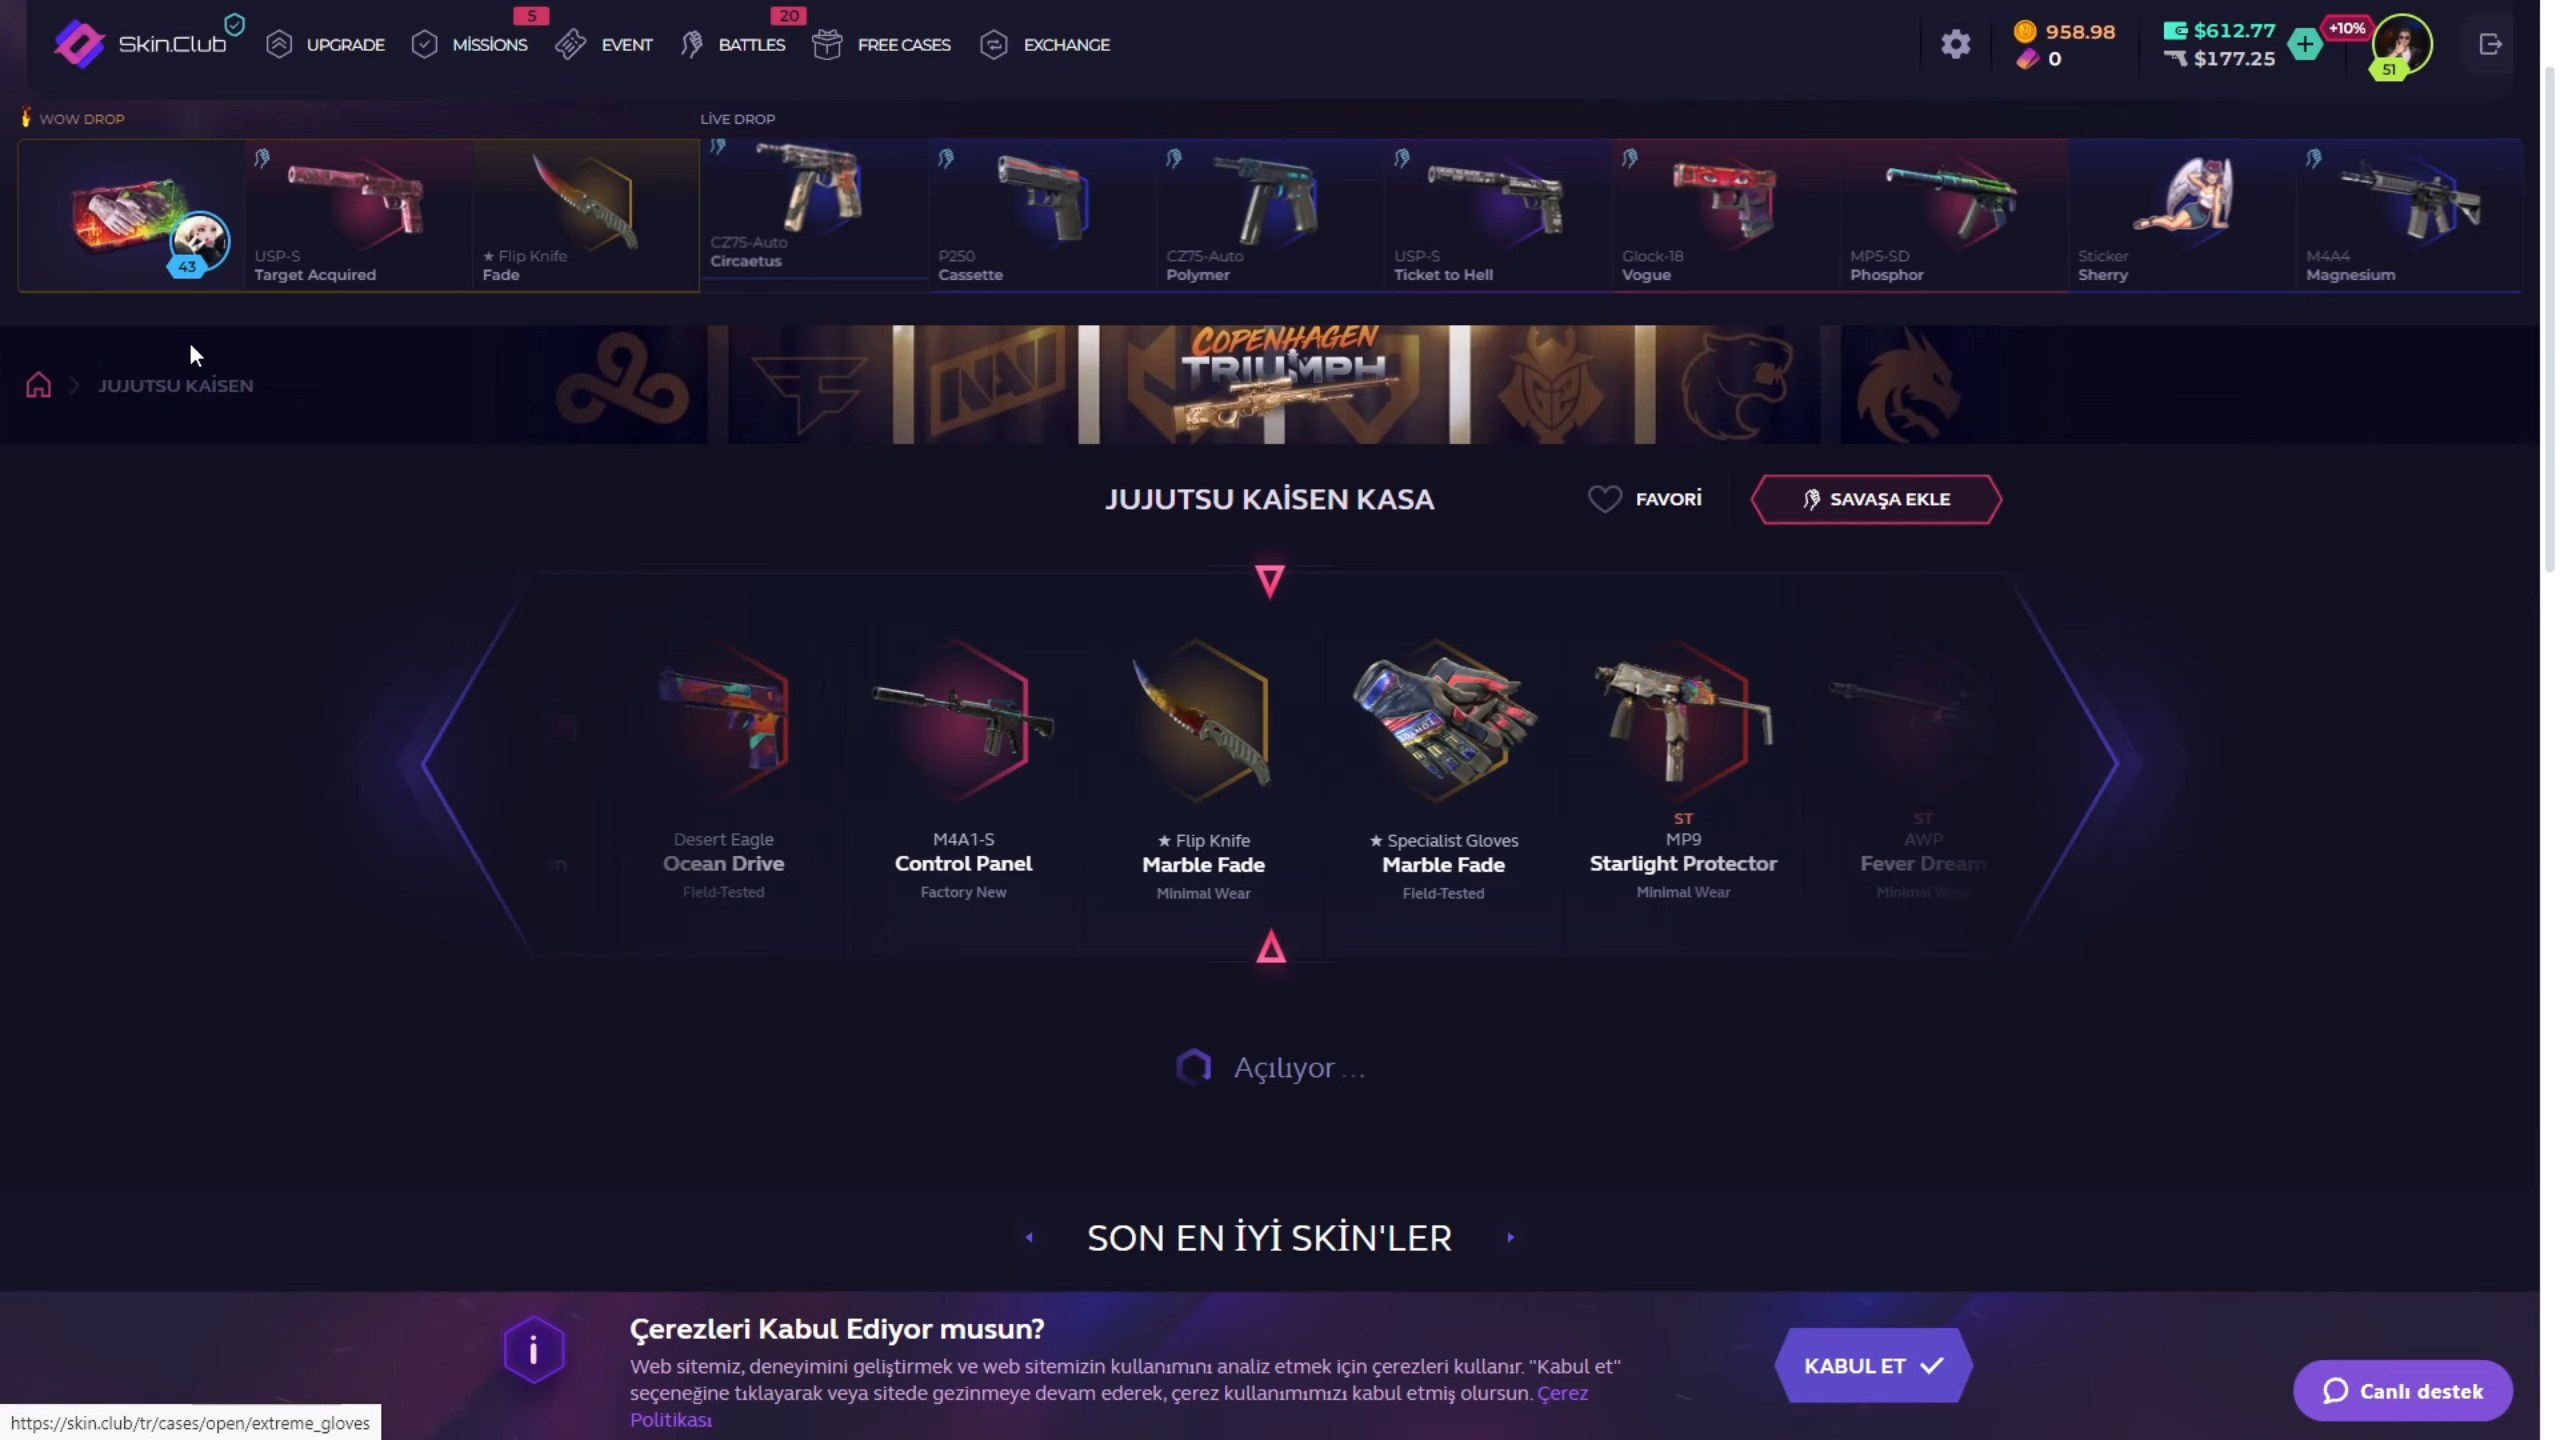 Skin.Club
UPGRADE
5
MİSSİONS
EVENT
20
BATTLES
FREE CASES
EXCHANGE
958.98
0
$612.77
$177.25
+10%
51
WOW DROP
LİVE DROP
43
USP-S
Target Acquired
★ Flip Knife
Fade
CZ75-Auto
Circaetus
P250
Cassette
CZ75-Auto
Polymer
USP-S
Ticket to Hell
Glock-18
Vogue
MP5-SD
Phosphor
Sticker
Sherry
M4A4
Magnesium
JUJUTSU KAİSEN
COPENHAGEN
TRIUMPH
JUJUTSU KAİSEN KASA
FAVORİ
SAVAŞA EKLE
Desert Eagle
Ocean Drive
Field-Tested
M4A1-S
Control Panel
Factory New
★ Flip Knife
Marble Fade
Minimal Wear
★ Specialist Gloves
Marble Fade
Field-Tested
ST
MP9
Starlight Protector
Minimal Wear
ST
AWP
Fever Dream
Minimal Wear
Açılıyor ...
SON EN İYİ SKİN'LER
Çerezleri Kabul Ediyor musun?
Web sitemiz, deneyimini geliştirmek ve web sitemizin kullanımını analiz etmek için çerezleri kullanır. "Kabul et"
seçeneğine tıklayarak veya sitede gezinmeye devam ederek, çerez kullanımımızı kabul etmiş olursun. Çerez
Politikası
KABUL ET
Canlı destek
https://skin.club/tr/cases/open/extreme_gloves